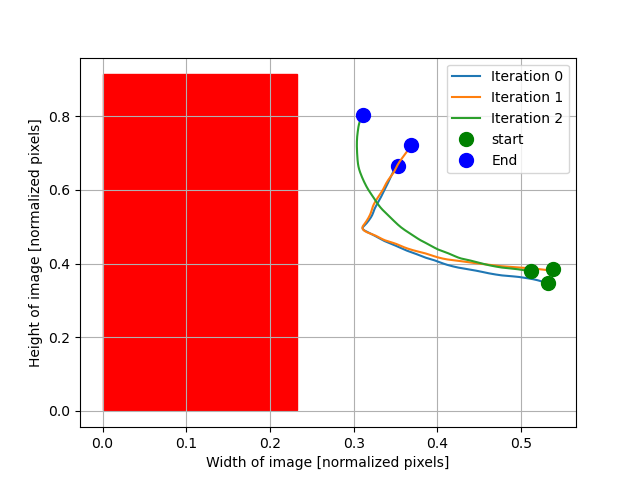 Iteration 0
Iteration 1
Iteration 2
start
End
0.8
0.6
0.4
0.2
0.0
Height of image [normalized pixels]
0.0 0.1 0.2 0.3 0.4 0.5
Width of image [normalized pixels]